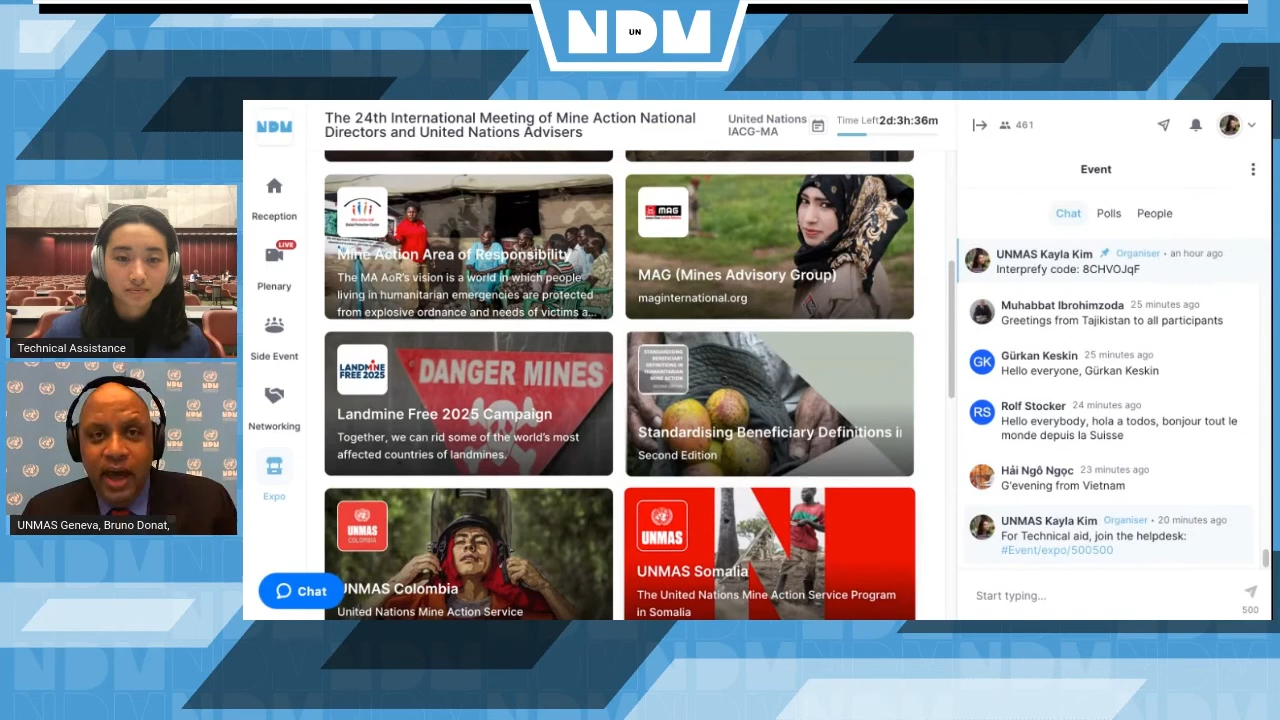 NDM
UN
NDM
The 24th International Meeting of Mine Action National
Directors and United Nations Advisers
United Nations
IACG-MA
Time Left 2d:3h:36m
461
Reception
LIVE
Plenary
Side Event
Networking
Expo
Chat
Mine Action Area of Responsibility
The MA AoR's vision is a world in which people
living in humanitarian emergencies are protected
from explosive ordnance and needs of victims a...
MAG
MAG (Mines Advisory Group)
maginternational.org
LANDMINE
FREE 2025
DANGER MINES
Landmine Free 2025 Campaign
Together, we can rid some of the world's most
affected countries of landmines.
STANDARDISING
BENEFICIARY
DEFINITIONS IN
HUMANITARIAN
MINE ACTION
Standardising Beneficiary Definitions i
Second Edition
UNMAS
COLOMBIA
UNMAS Colombia
United Nations Mine Action Service
UNMAS
UNMAS Somalia
The United Nations Mine Action Service Program
in Somalia
Event
Chat
Polls
People
UNMAS Kayla Kim Organiser • an hour ago
Interprefy code: 8CHVOJqF
Muhabbat Ibrohimzoda 25 minutes ago
Greetings from Tajikistan to all participants
GK
Gürkan Keskin 25 minutes ago
Hello everyone, Gürkan Keskin
RS
Rolf Stocker 24 minutes ago
Hello everybody, hola a todos, bonjour tout le
monde depuis la Suisse
Hải Ngô Ngọc 23 minutes ago
G'evening from Vietnam
UNMAS Kayla Kim Organiser • 20 minutes ago
For Technical aid, join the helpdesk:
#Event/expo/500500
Start typing...
500
Technical Assistance
UNMAS Geneva, Bruno Donat,